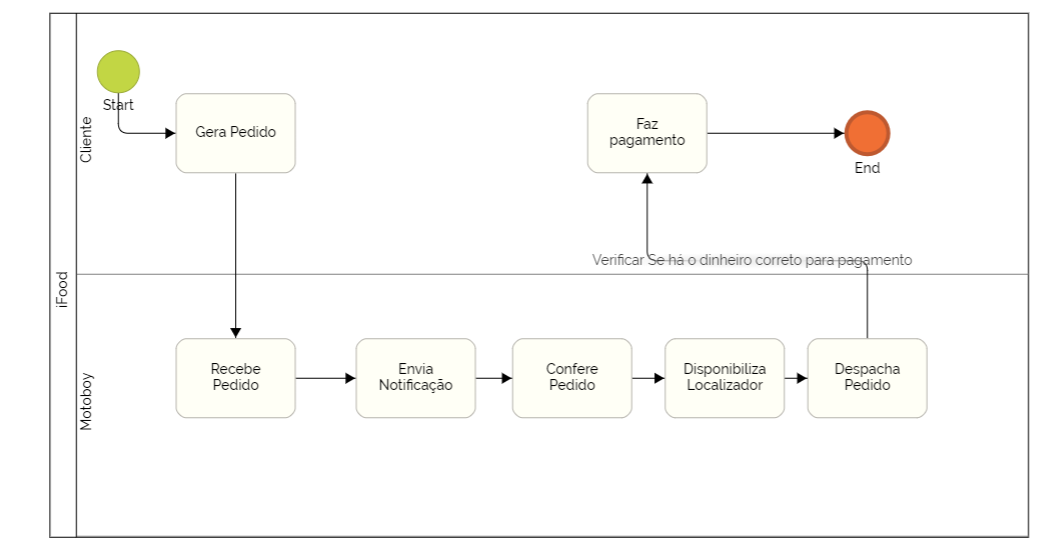 iFood
Cliente
Start
Gera Pedido
Faz
pagamento
End
Verificar Se há o dinheiro correto para pagamento
Motoboy
Recebe
Pedido
Envia
Notificação
Confere
Pedido
Disponibiliza
Localizador
Despacha
Pedido